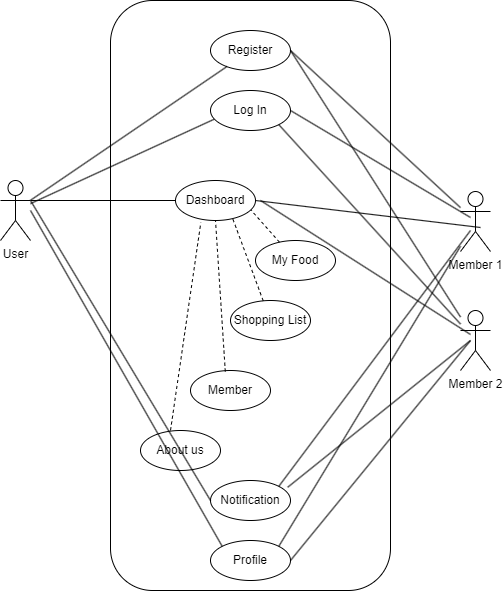 Register
Log In
Dashboard
User
My Food
Member 1
Shopping List
Member
Member 2
About us
Notification
Profile